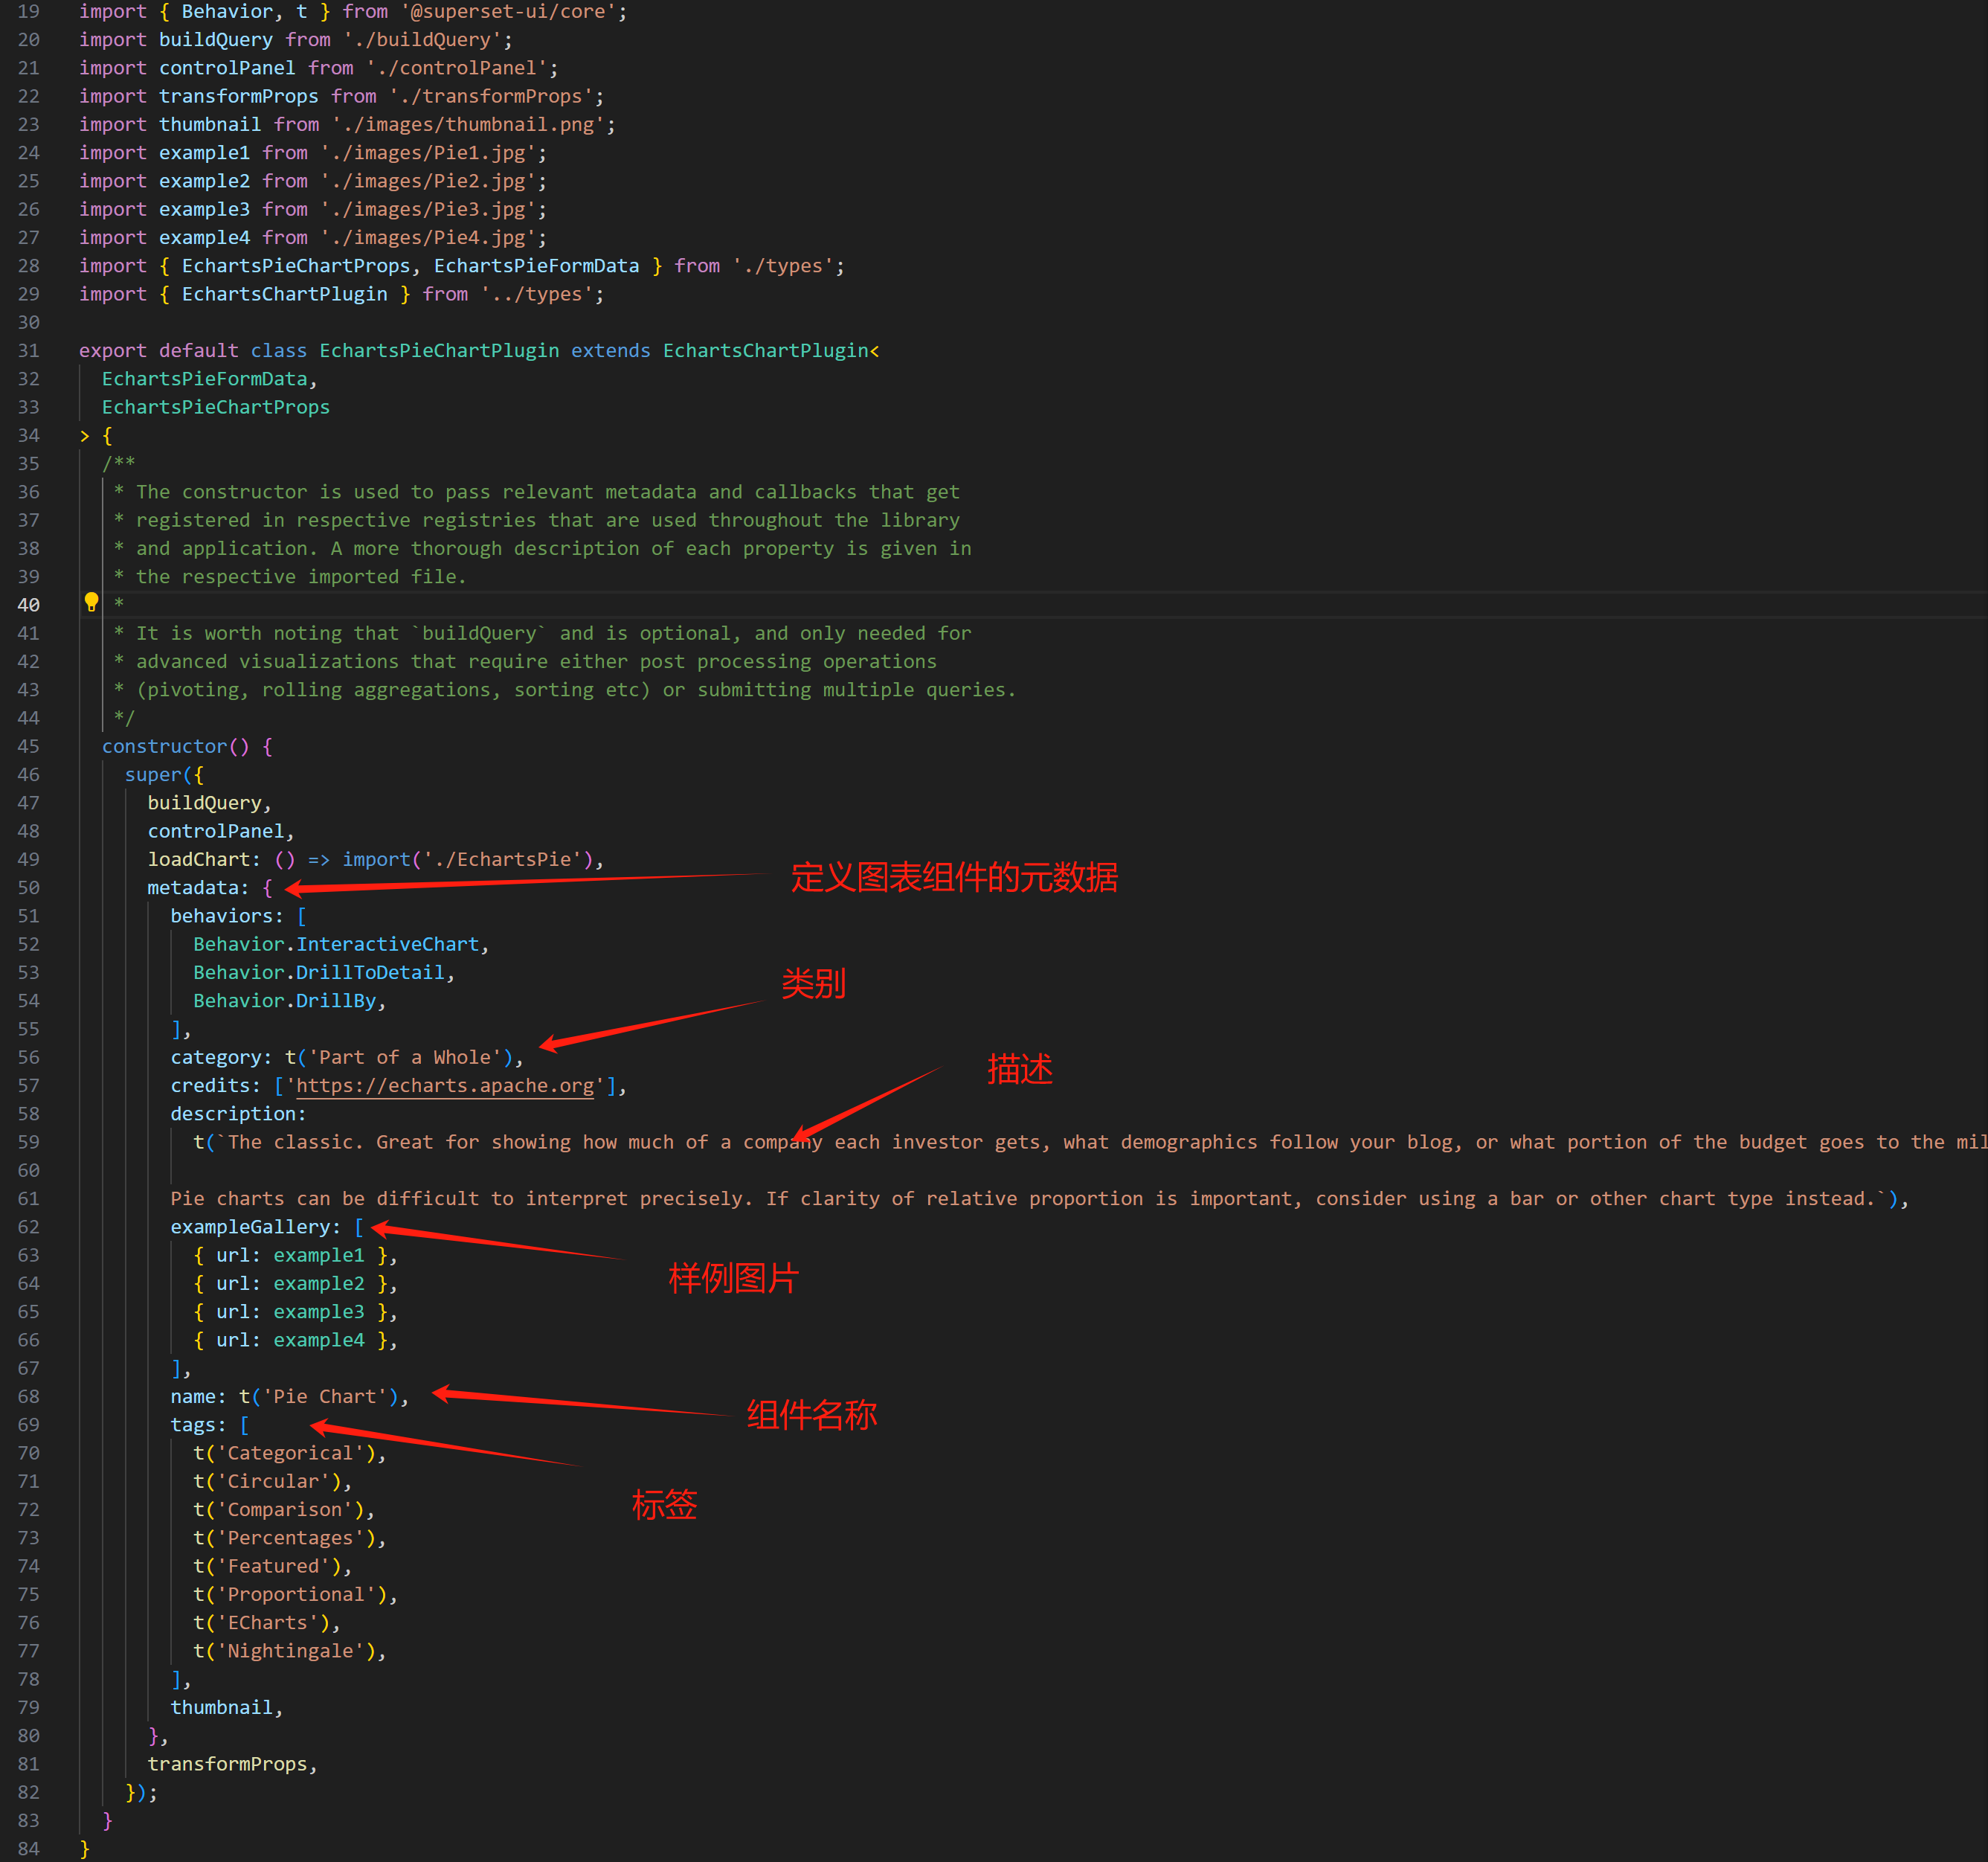 19 import { Behavior, t } from '@superset-ui/core';
20 import buildQuery from './buildQuery';
21 import controlPanel from './controlPanel';
22 import transformProps from './transformProps';
23 import thumbnail from './images/thumbnail.png';
24 import example1 from './images/Pie1.jpg';
25 import example2 from './images/Pie2.jpg';
26 import example3 from './images/Pie3.jpg';
27 import example4 from './images/Pie4.jpg';
28 import { EchartsPieChartProps, EchartsPieFormData } from './types';
29 import { EchartsChartPlugin } from '../types';
30
31 export default class EchartsPieChartPlugin extends EchartsChartPlugin<
32 EchartsPieFormData,
33 EchartsPieChartProps
34 > {
35 /**
36 * The constructor is used to pass relevant metadata and callbacks that get
37 * registered in respective registries that are used throughout the library
38 * and application. A more thorough description of each property is given in
39 * the respective imported file.
40 *
41 * It is worth noting that `buildQuery` and is optional, and only needed for
42 * advanced visualizations that require either post processing operations
43 * (pivoting, rolling aggregations, sorting etc) or submitting multiple queries.
44 */
45 constructor() {
46 super({
47 buildQuery,
48 controlPanel,
49 loadChart: () => import('./EchartsPie'),
50 metadata: { 定义图表组件的元数据
51 behaviors: [
52 Behavior.InteractiveChart,
53 Behavior.DrillToDetail,
类别
54 Behavior.DrillBy,
55 ],
56 category: t('Part of a Whole'),
描述
57 credits: ['https://echarts.apache.org'],
58 description:
59 t(`The classic. Great for showing how much of a company each investor gets, what demographics follow your blog, or what portion of the budget goes to the mil
60
61 Pie charts can be difficult to interpret precisely. If clarity of relative proportion is important, consider using a bar or other chart type instead.`),
62 exampleGallery: [
63 { url: example1 },
样例图片
64 { url: example2 },
65 { url: example3 },
66 { url: example4 },
67 ],
68 name: t('Pie Chart'),
组件名称
69 tags: [
70 t('Categorical'),
71 t('Circular'),
标签
72 t('Comparison'),
73 t('Percentages'),
74 t('Featured'),
75 t('Proportional'),
76 t('ECharts'),
77 t('Nightingale'),
78 ],
79 thumbnail,
80 },
81 transformProps,
82 });
83 }
84 }